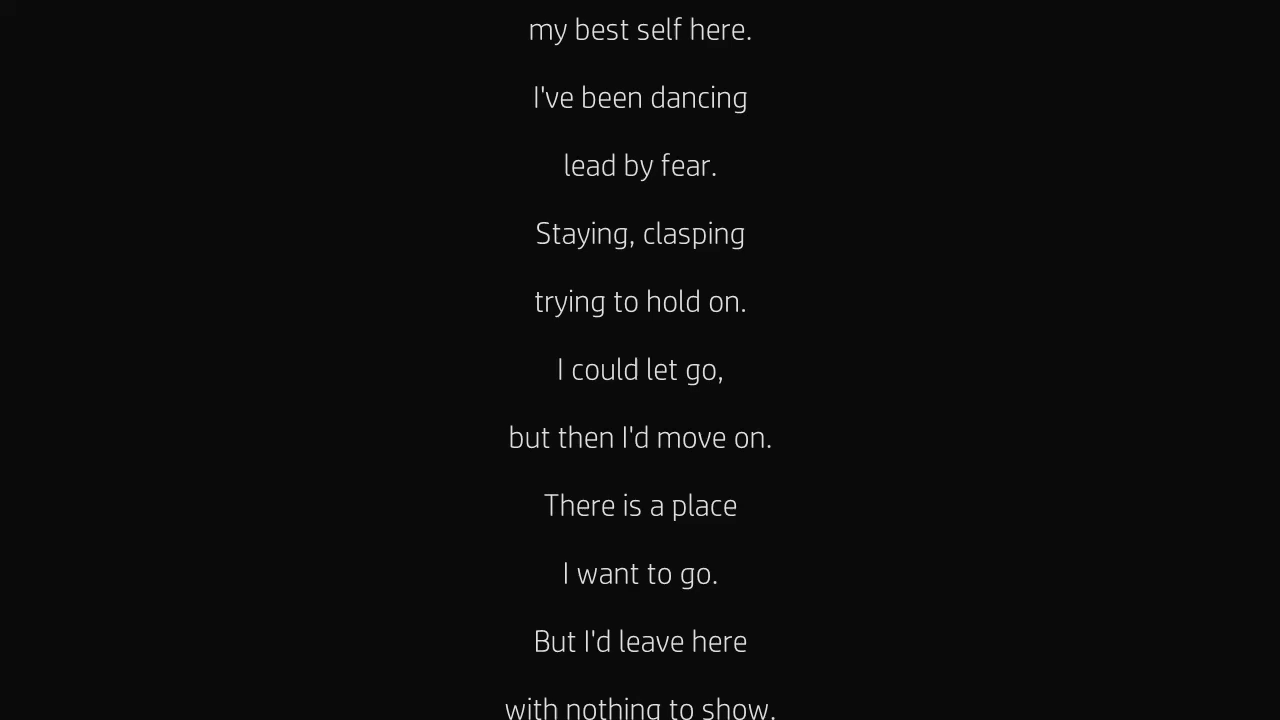 my best self here.
I've been dancing
lead by fear.
Staying, clasping
trying to hold on.
I could let go,
but then I'd move on.
There is a place
I want to go.
But I'd leave here
with nothing to show.